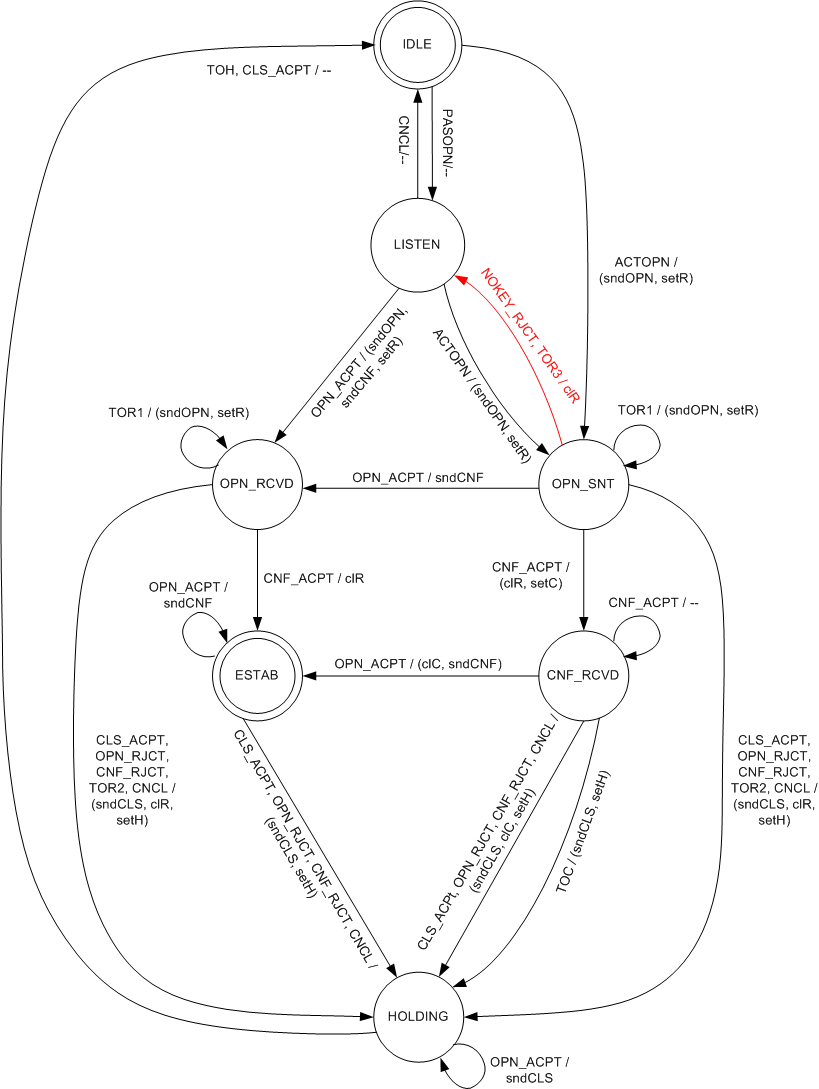 IDLE
TOH, CLS_ACPT / --
CNCL/--
PASOPN/--
LISTEN
ACTOPN /
(sndOPN, setR)
NOKEY_RJCT, TOR3 / clR
OPN_ACPT / (sndOPN,
sndCNF, setR)
ACTOPN / (sndOPN, setR)
TOR1 / (sndOPN, setR)
TOR1 / (sndOPN, setR)
OPN_RCVD
OPN_ACPT / sndCNF
OPN_SNT
CNF_ACPT / clR
CNF_ACPT /
(clR, setC)
OPN_ACPT /
sndCNF
CNF_ACPT / --
ESTAB
OPN_ACPT / (clC, sndCNF)
CNF_RCVD
CLS_ACPT,
OPN_RJCT,
CNF_RJCT,
TOR2, CNCL /
(sndCLS, clR,
setH)
CLS_ACPT, OPN_RJCT, CNF_RJCT, CNCL /
(sndCLS, setH)
CLS_ACPt, OPN_RJCT, CNF_RJCT, CNCL /
(sndCLS, clC, setH)
TOC / (sndCLS, setH)
CLS_ACPT,
OPN_RJCT,
CNF_RJCT,
TOR2, CNCL /
(sndCLS, clR,
setH)
HOLDING
OPN_ACPT /
sndCLS